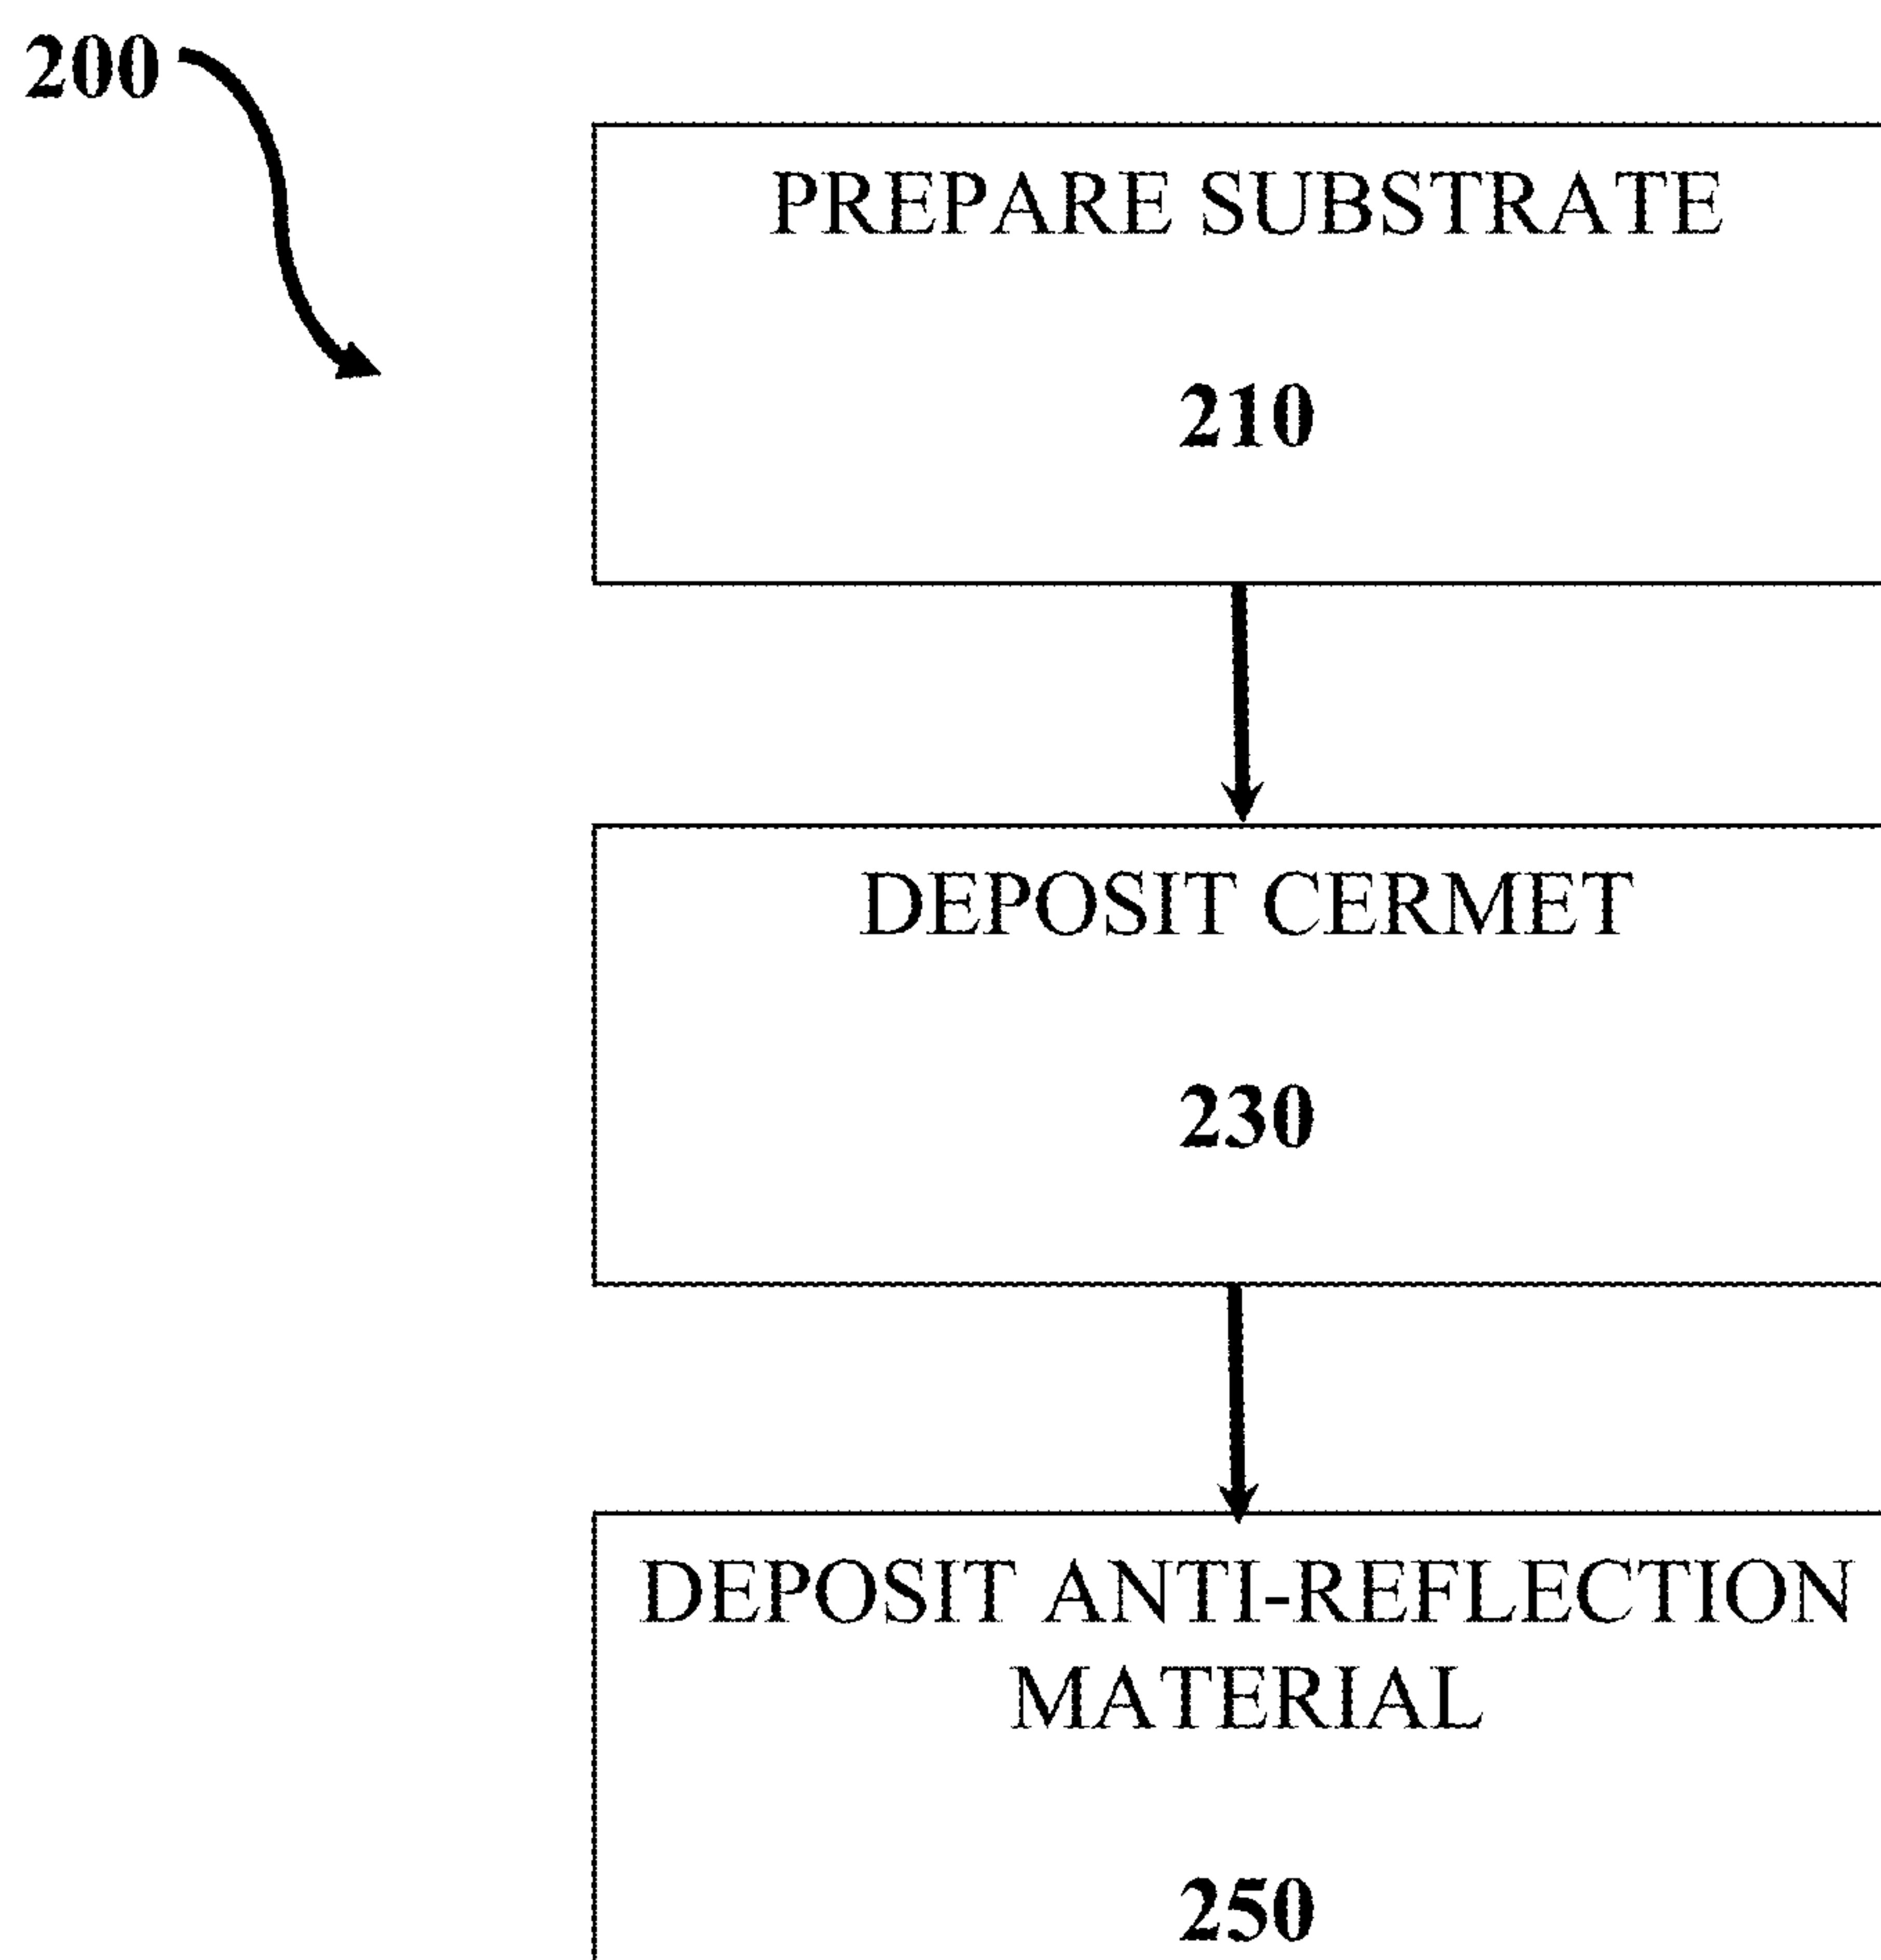 200
PREPARE SUBSTRATE
210
DEPOSIT CERMET
230
DEPOSIT ANTI-REFLECTION
MATERIAL
250